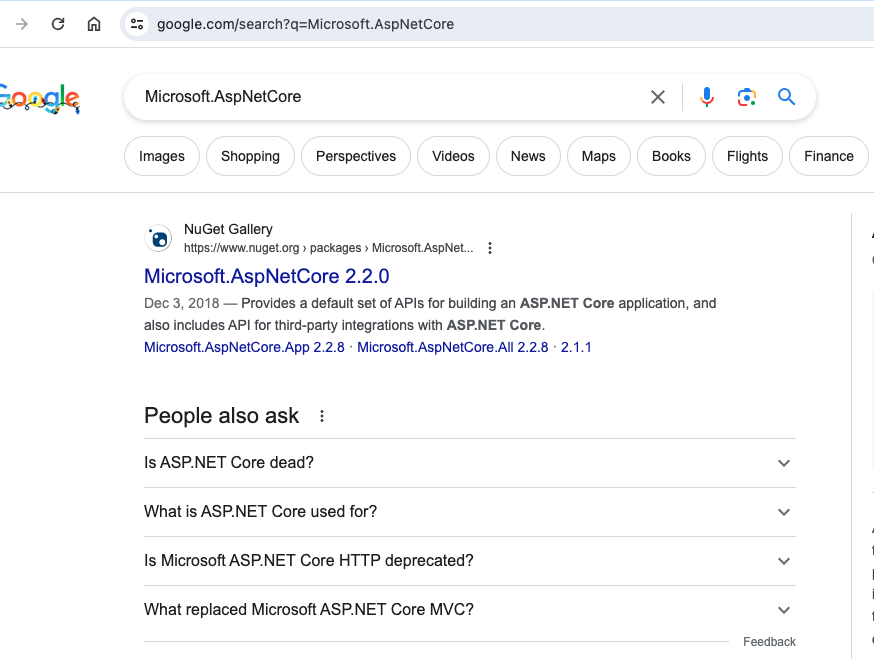 google.com/search?q=Microsoft.AspNetCore
Google
Microsoft.AspNetCore
Images Shopping Perspectives Videos News Maps Books Flights Finance
NuGet Gallery
https://www.nuget.org › packages › Microsoft.AspNet...
Microsoft.AspNetCore 2.2.0
Dec 3, 2018 — Provides a default set of APIs for building an ASP.NET Core application, and
also includes API for third-party integrations with ASP.NET Core.
Microsoft.AspNetCore.App 2.2.8 · Microsoft.AspNetCore.All 2.2.8 · 2.1.1
People also ask
Is ASP.NET Core dead?
What is ASP.NET Core used for?
Is Microsoft ASP.NET Core HTTP deprecated?
What replaced Microsoft ASP.NET Core MVC?
Feedback